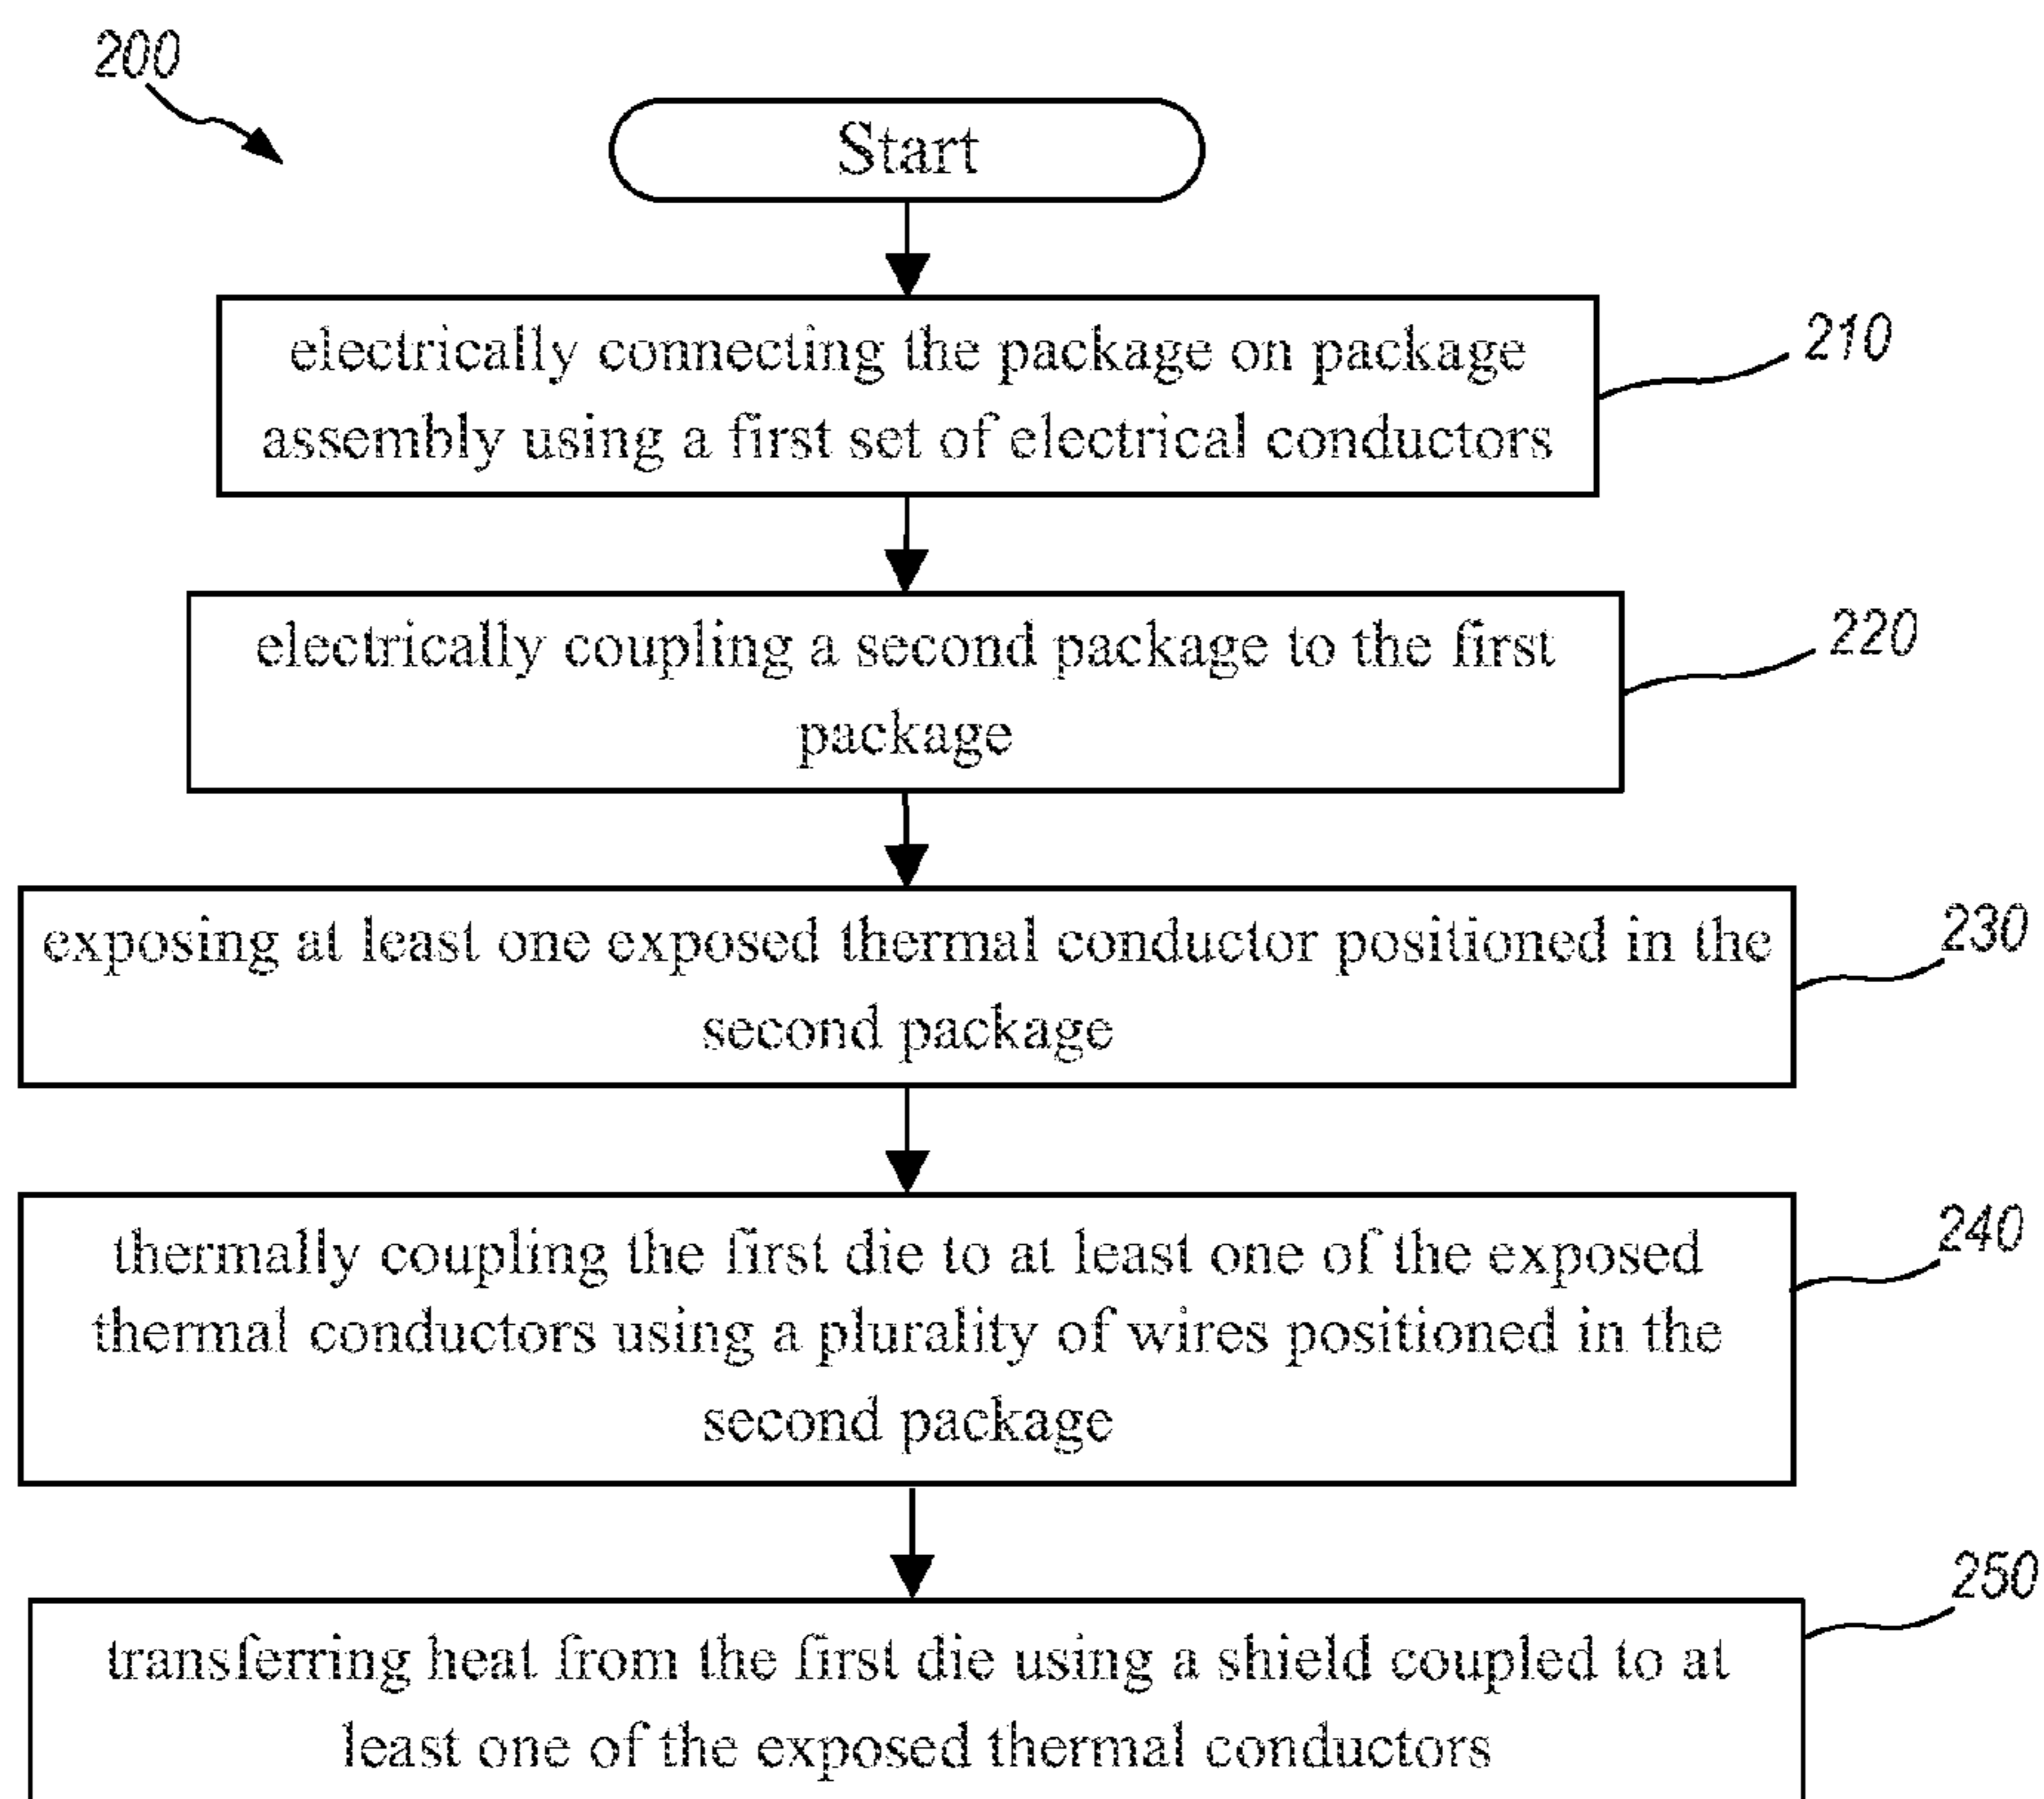 200
Start
electrically connecting the package on package
assembly using a first set of electrical conductors
210
electrically coupling a second package to the first
package
220
exposing at least one exposed thermal conductor positioned in the
second package
230
thermally coupling the first die to at least one of the exposed
thermal conductors using a plurality of wires positioned in the
second package
240
transferring heat from the first die using a shield coupled to at
least one of the exposed thermal conductors
250